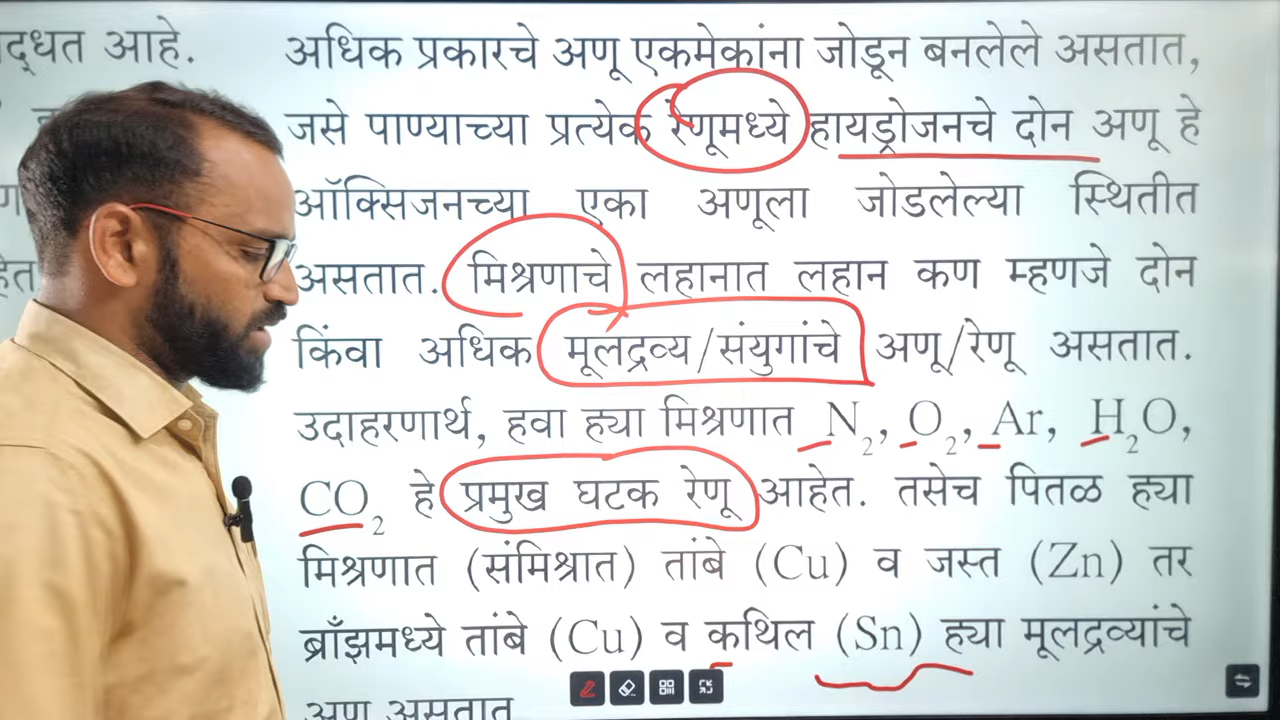 द्धत आहे.
अधिक प्रकारचे अणू एकमेकांना जोडून बनलेले असतात,
जसे पाण्याच्या प्रत्येक रेणूमध्ये हायड्रोजनचे दोन अणू हे
ऑक्सिजनच्या एका अणूला जोडलेल्या स्थितीत
असतात. मिश्रणाचे लहानात लहान कण म्हणजे दोन
किंवा अधिक मूलद्रव्य/संयुगांचे अणू/रेणू असतात.
उदाहरणार्थ, हवा ह्या मिश्रणात N₂, O₂, Ar, H₂O,
CO₂ हे प्रमुख घटक रेणू आहेत. तसेच पितळ ह्या
मिश्रणात (संमिश्रात) तांबे (Cu) व जस्त (Zn) तर
ब्राँझमध्ये तांबे (Cu) व कथिल (Sn) ह्या मूलद्रव्यांचे
अणू असतात